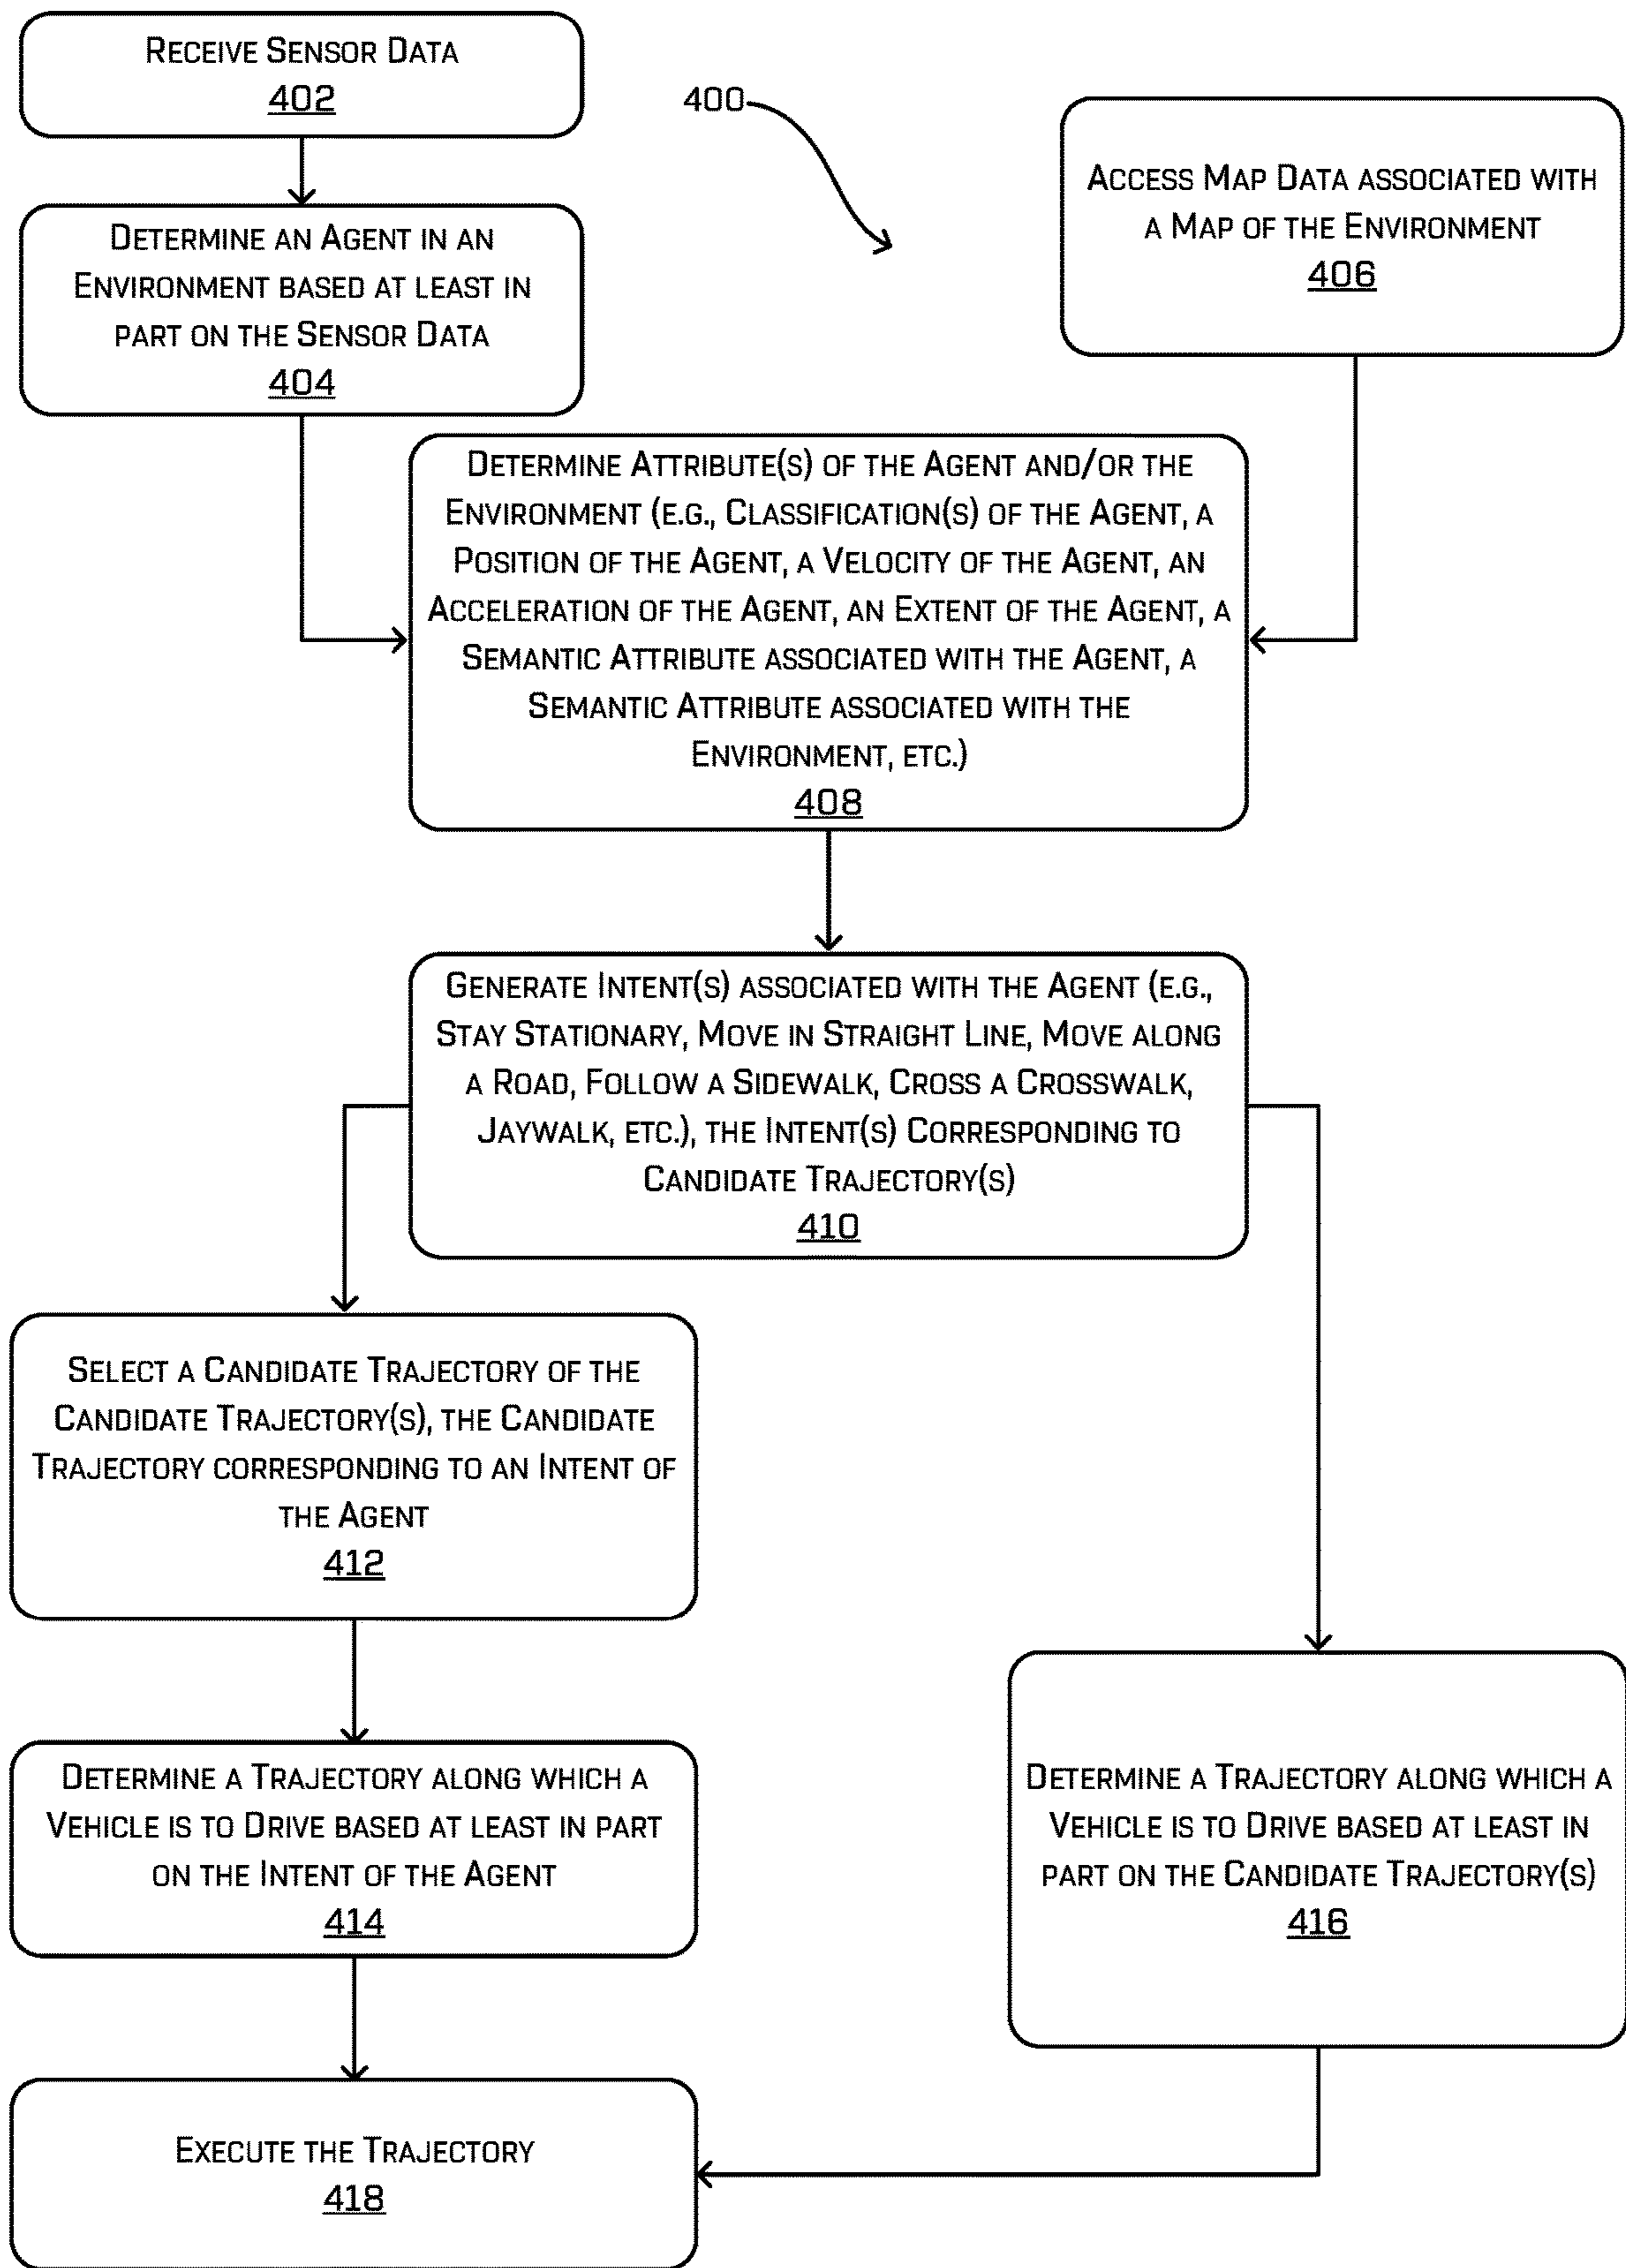 Receive Sensor Data
402
400
Access Map Data associated with
a Map of the Environment
406
Determine an Agent in an
Environment based at least in
part on the Sensor Data
404
Determine Attribute(s) of the Agent and/or the
Environment (e.g., Classification(s) of the Agent, a
Position of the Agent, a Velocity of the Agent, an
Acceleration of the Agent, an Extent of the Agent, a
Semantic Attribute associated with the Agent, a
Semantic Attribute associated with the
Environment, etc.)
408
Generate Intent(s) associated with the Agent (e.g.,
Stay Stationary, Move in Straight Line, Move along
a Road, Follow a Sidewalk, Cross a Crosswalk,
Jaywalk, etc.), the Intent(s) Corresponding to
Candidate Trajectory(s)
410
Select a Candidate Trajectory of the
Candidate Trajectory(s), the Candidate
Trajectory corresponding to an Intent of
the Agent
412
Determine a Trajectory along which a
Vehicle is to Drive based at least in part
on the Intent of the Agent
414
Determine a Trajectory along which a
Vehicle is to Drive based at least in
part on the Candidate Trajectory(s)
416
Execute the Trajectory
418